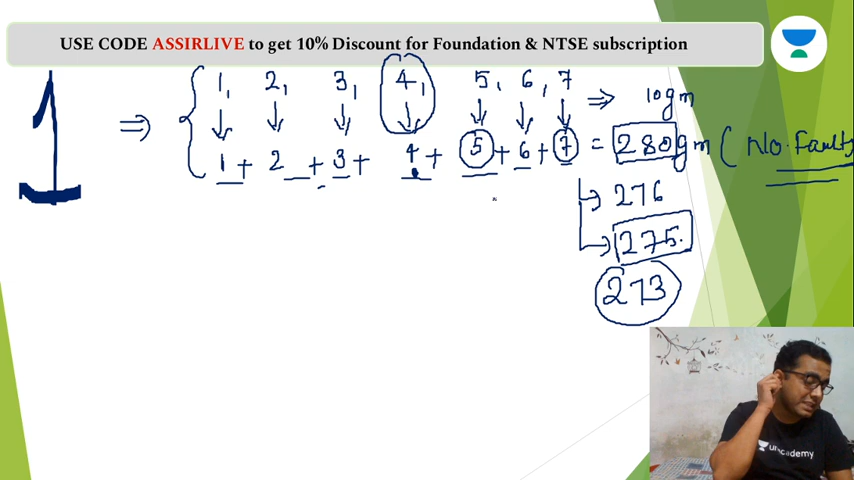 USE CODE ASSIRLIVE to get 10% Discount for Foundation & NTSE subscription
1 ⇒ { 1, 2, 3, 4, 5, 6, 7 ⇒ 10gm
↓ ↓ ↓ ↓ ↓ ↓ ↓
1 + 2 + 3 + 4 + 5 + 6 + 7 = 280gm ( No. Faulty
→ 276
→ 275.
273
unacademy